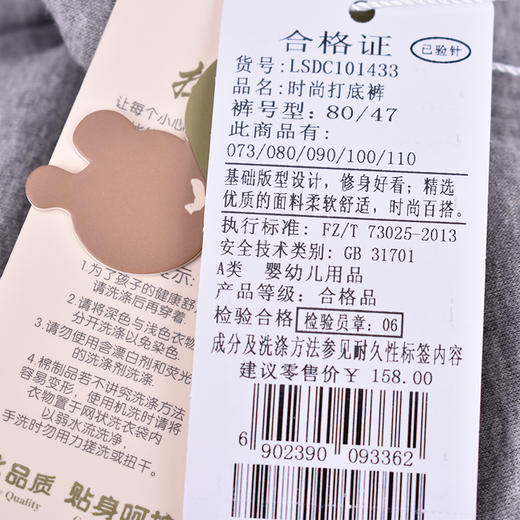 合格证
已验针
货号: LSDC101433
品名: 时尚打底裤
裤号型: 80/47
此商品有:
073/080/090/100/110
基础版型设计，修身好看；精选
优质的面料柔软舒适，时尚百搭。
执行标准: FZ/T 73025-2013
安全技术类别: GB 31701
A类 婴幼儿用品
产品等级: 合格品
检验合格 检验员章: 06
成分及洗涤方法参见耐久性标签内容
建议零售价￥ 158.00
6 902390 093362
让每个小心
示:
1.为了孩子的健康舒
请洗涤后再穿着.
2.请将深色与浅色衣物
分开洗涤以免染色.
3.请勿使用含漂白剂和荧光
的洗涤剂洗涤.
4.棉制品若不讲究洗涤方法
容易变形，使用机洗时请将
衣物置于网状洗衣袋内
以弱水流洗净，
手洗时勿用力搓洗或扭干。
品质 贴身呵护
Quality